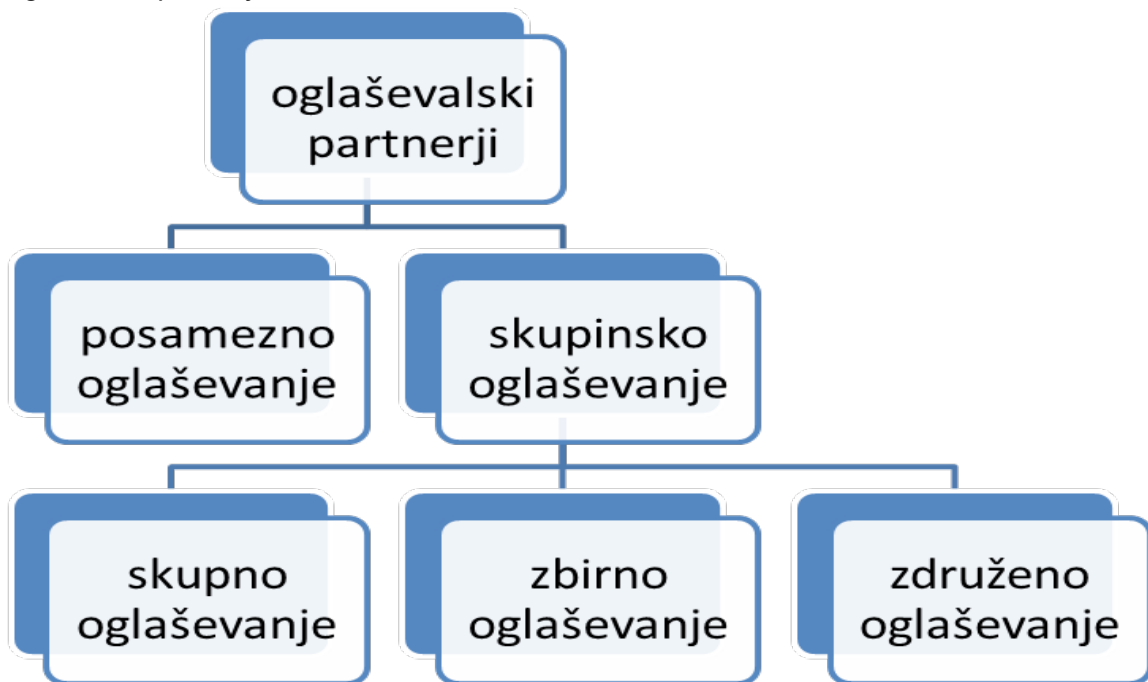 oglaševalski
partnerji
posamezno
oglaševanje
skupinsko
oglaševanje
skupno
oglaševanje
zbirno
oglaševanje
združeno
oglaševanje